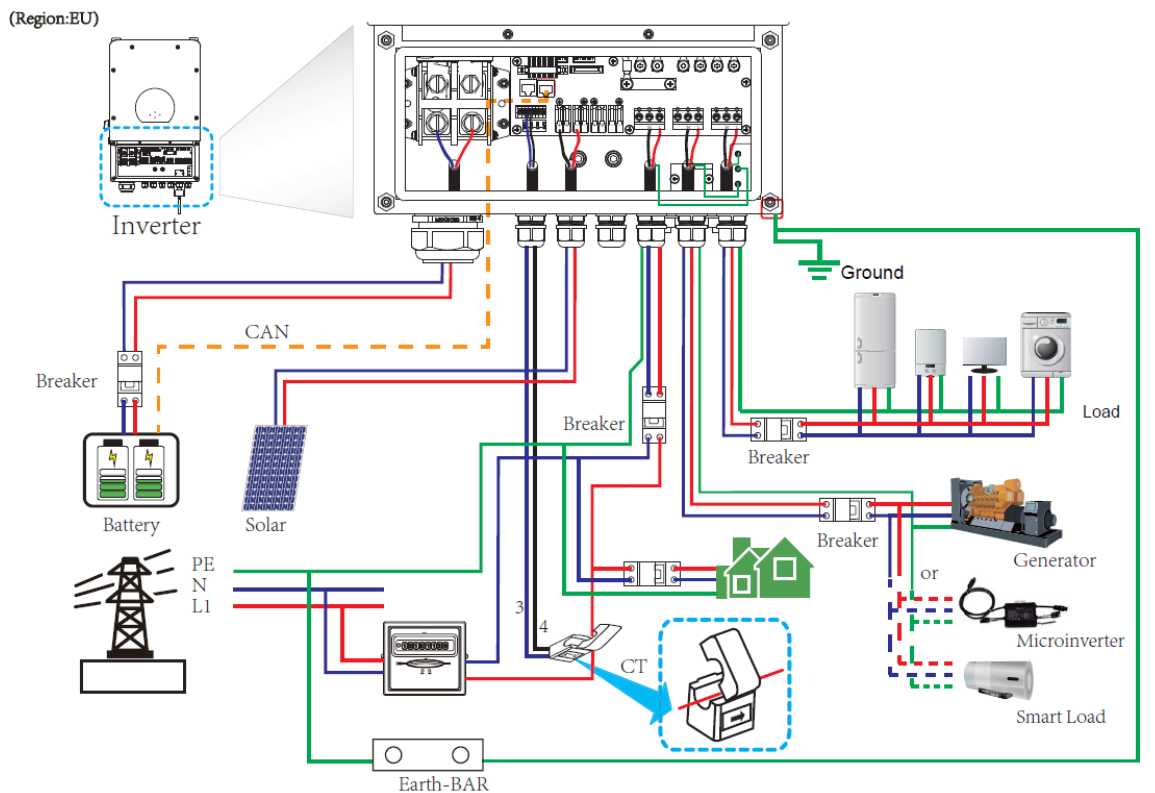 (Region:EU)
Inverter
Ground
CAN
Breaker
Load
Breaker
Breaker
Battery
Solar
Breaker
Generator
PE
N
L1
or
3
4
Microinverter
CT
Smart Load
Earth-BAR